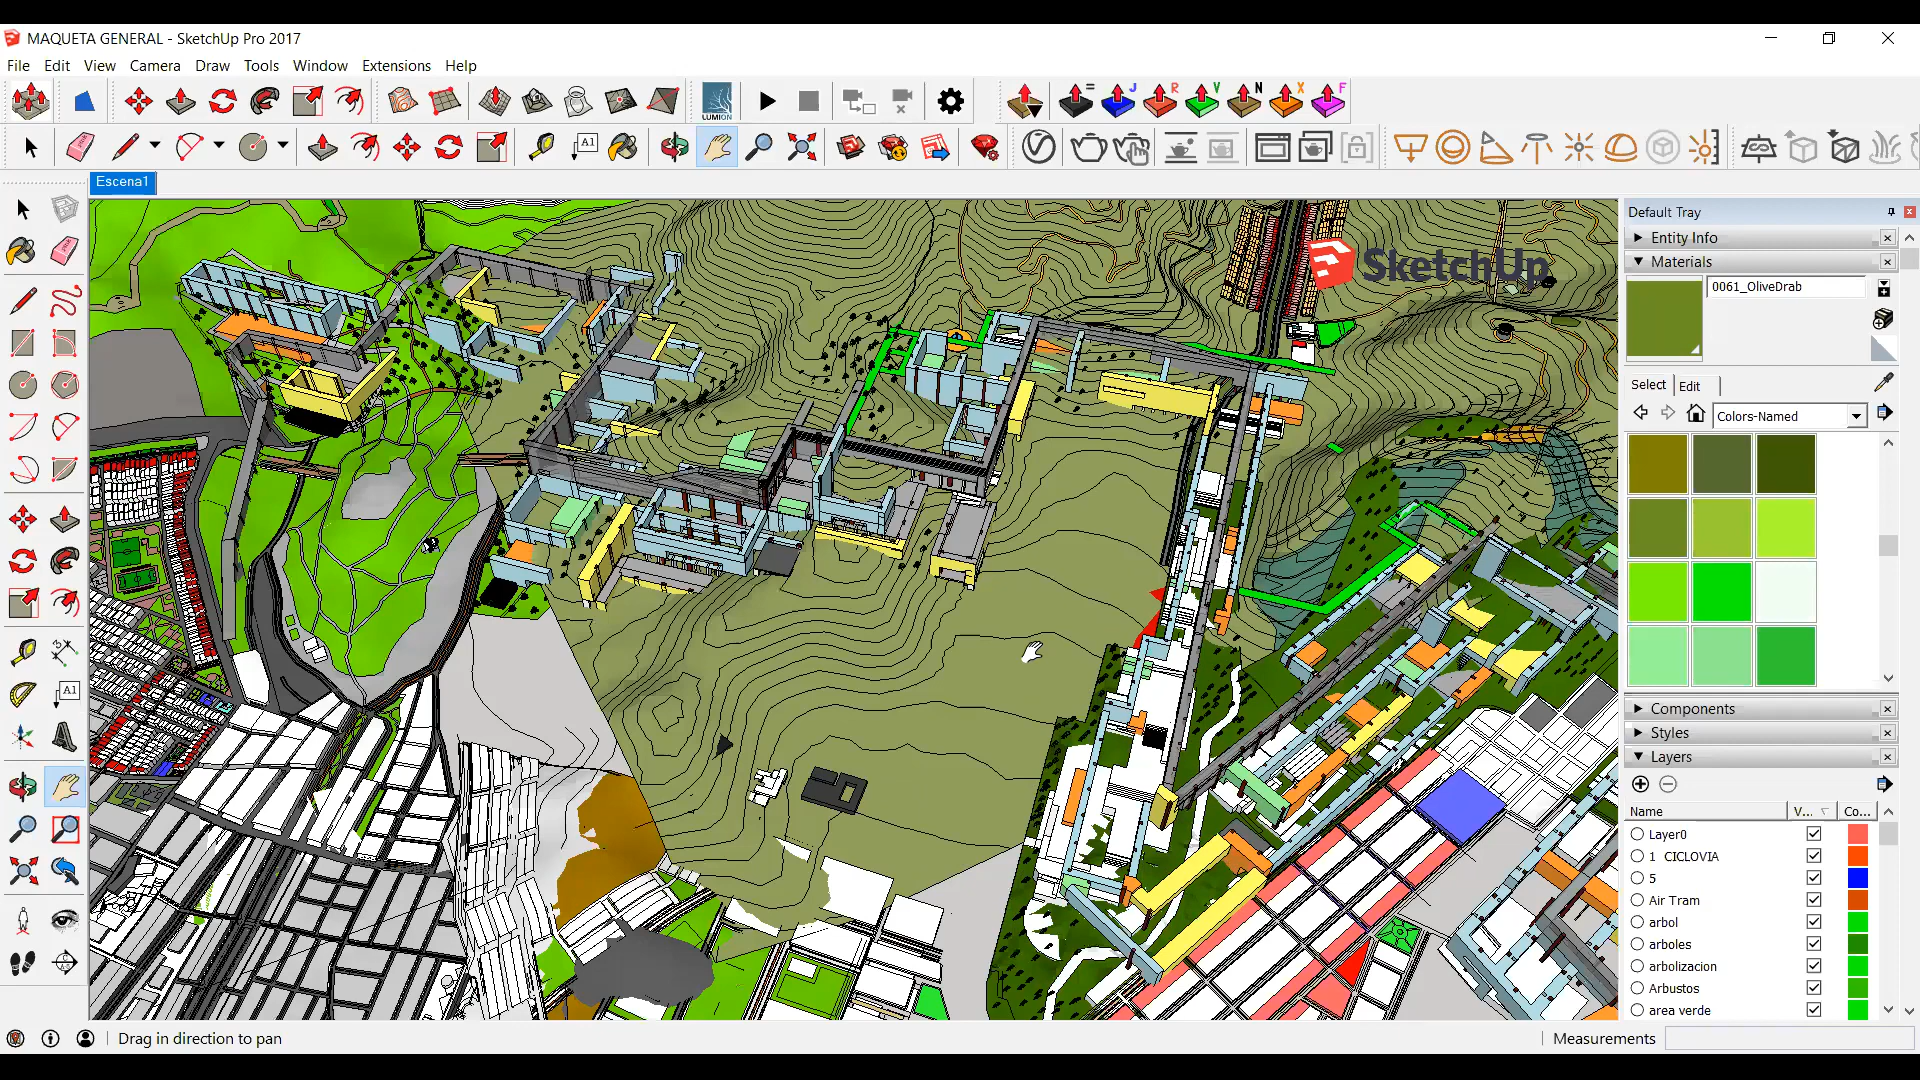 MAQUETA GENERAL - SketchUp Pro 2017
File Edit View Camera Draw Tools Window Extensions Help
LUMION
= J R V N X F
A1
Escena1
SketchUp
Default Tray
Entity Info
Materials
0061_OliveDrab
Select Edit
Colors-Named
A1
Components
Styles
Layers
Name V... Co...
Layer0
1 CICLOVIA
5
Air Tram
arbol
arboles
arbolizacion
Arbustos
area verde
Drag in direction to pan
Measurements